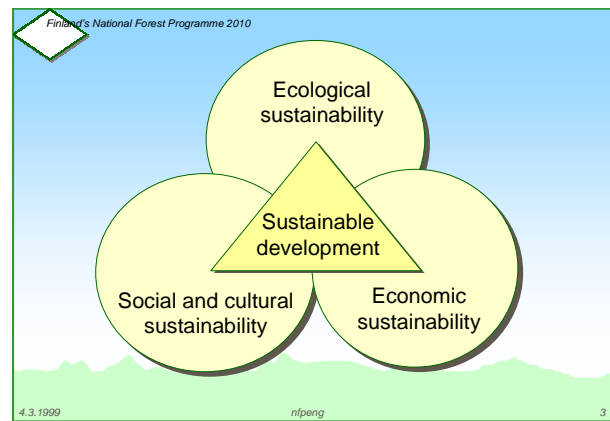 Finland's National Forest Programme 2010
Ecological
sustainability
Sustainable
development
Social and cultural
sustainability
Economic
sustainability
4.3.1999
nfpeng
3